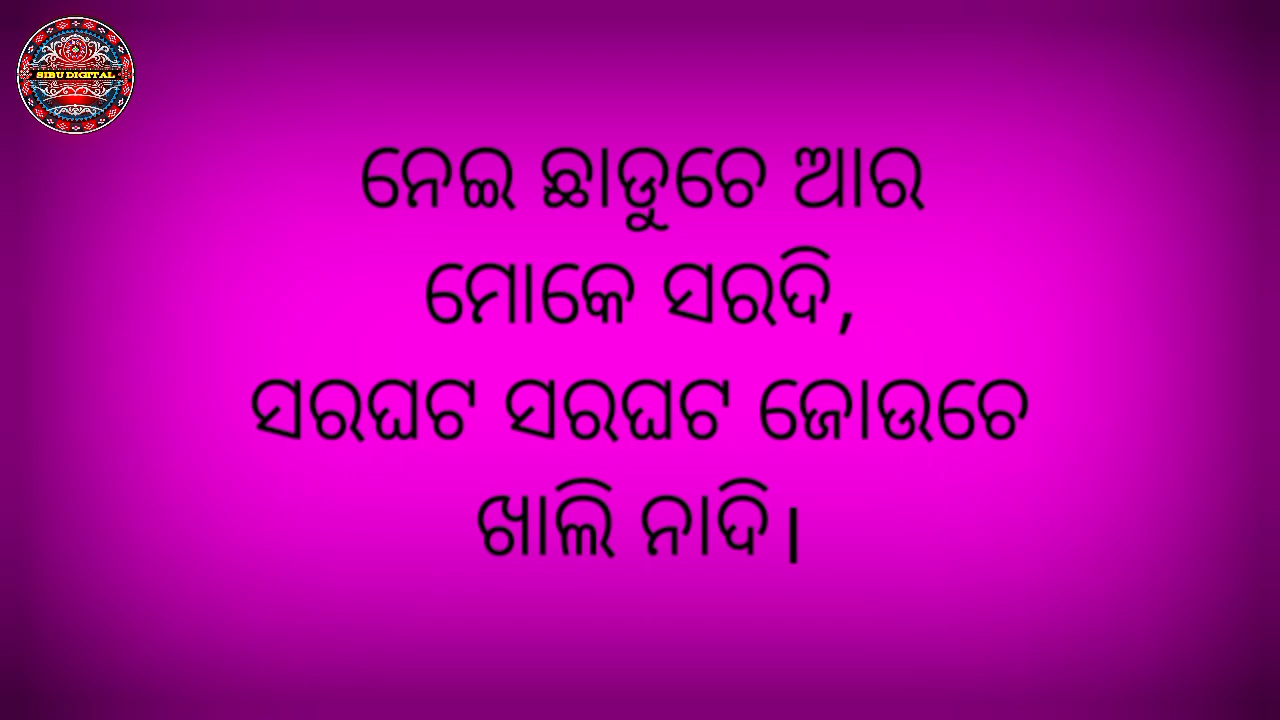 SIBU DIGITAL
ନେଇ ଛାଡୁଚେ ଆର
ମୋକେ ସରଦି,
ସରଘଟ ସରଘଟ ଜୋଉଚେ
ଖାଲି ନାଦି|